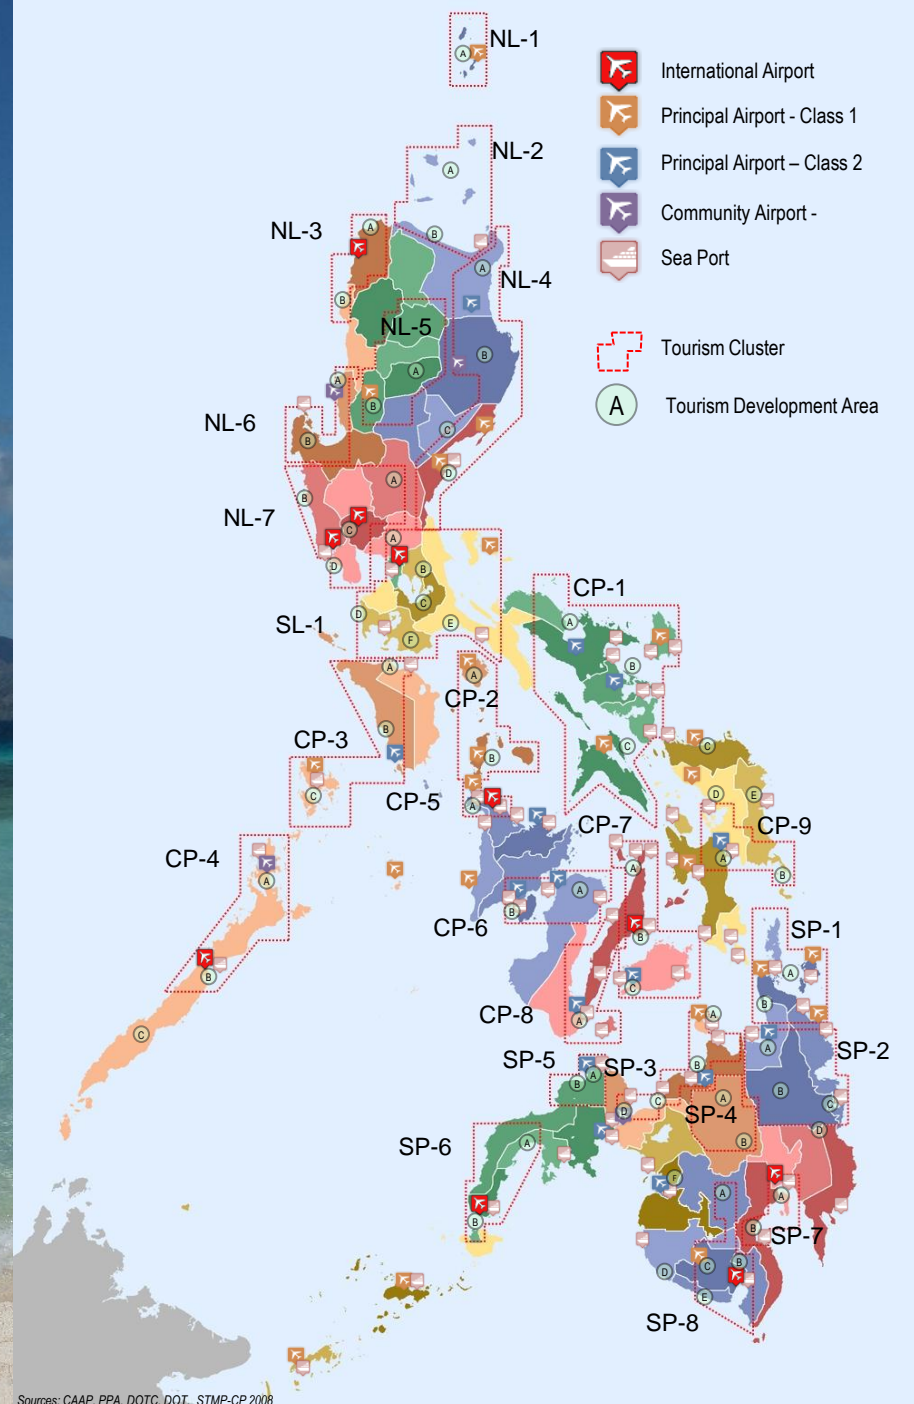 NL-1
International Airport
Principal Airport - Class 1
NL-2
Principal Airport – Class 2
Community Airport -
NL-3
Sea Port
NL-4
NL-5
Tourism Cluster
A Tourism Development Area
NL-6
NL-7
CP-1
SL-1
CP-2
CP-3
CP-5
CP-7
CP-9
CP-4
CP-6
SP-1
CP-8
SP-2
SP-5
SP-3
SP-4
SP-6
SP-7
SP-8
A
A
A
B
A
B
A
B
A
B
C
D
A
B
A
B
C
D
A
B
C
D
E
F
A
B
C
A
B
A
B
C
A
B
C
A
A
B
A
B
C
A
C
D
E
A
B
A
B
A
B
C
D
A
B
C
D
A
B
A
B
A
B
F
A
B
A
B
C
D
E
Sources: CAAP, PPA, DOTC, DOT, STMP-CP 2008